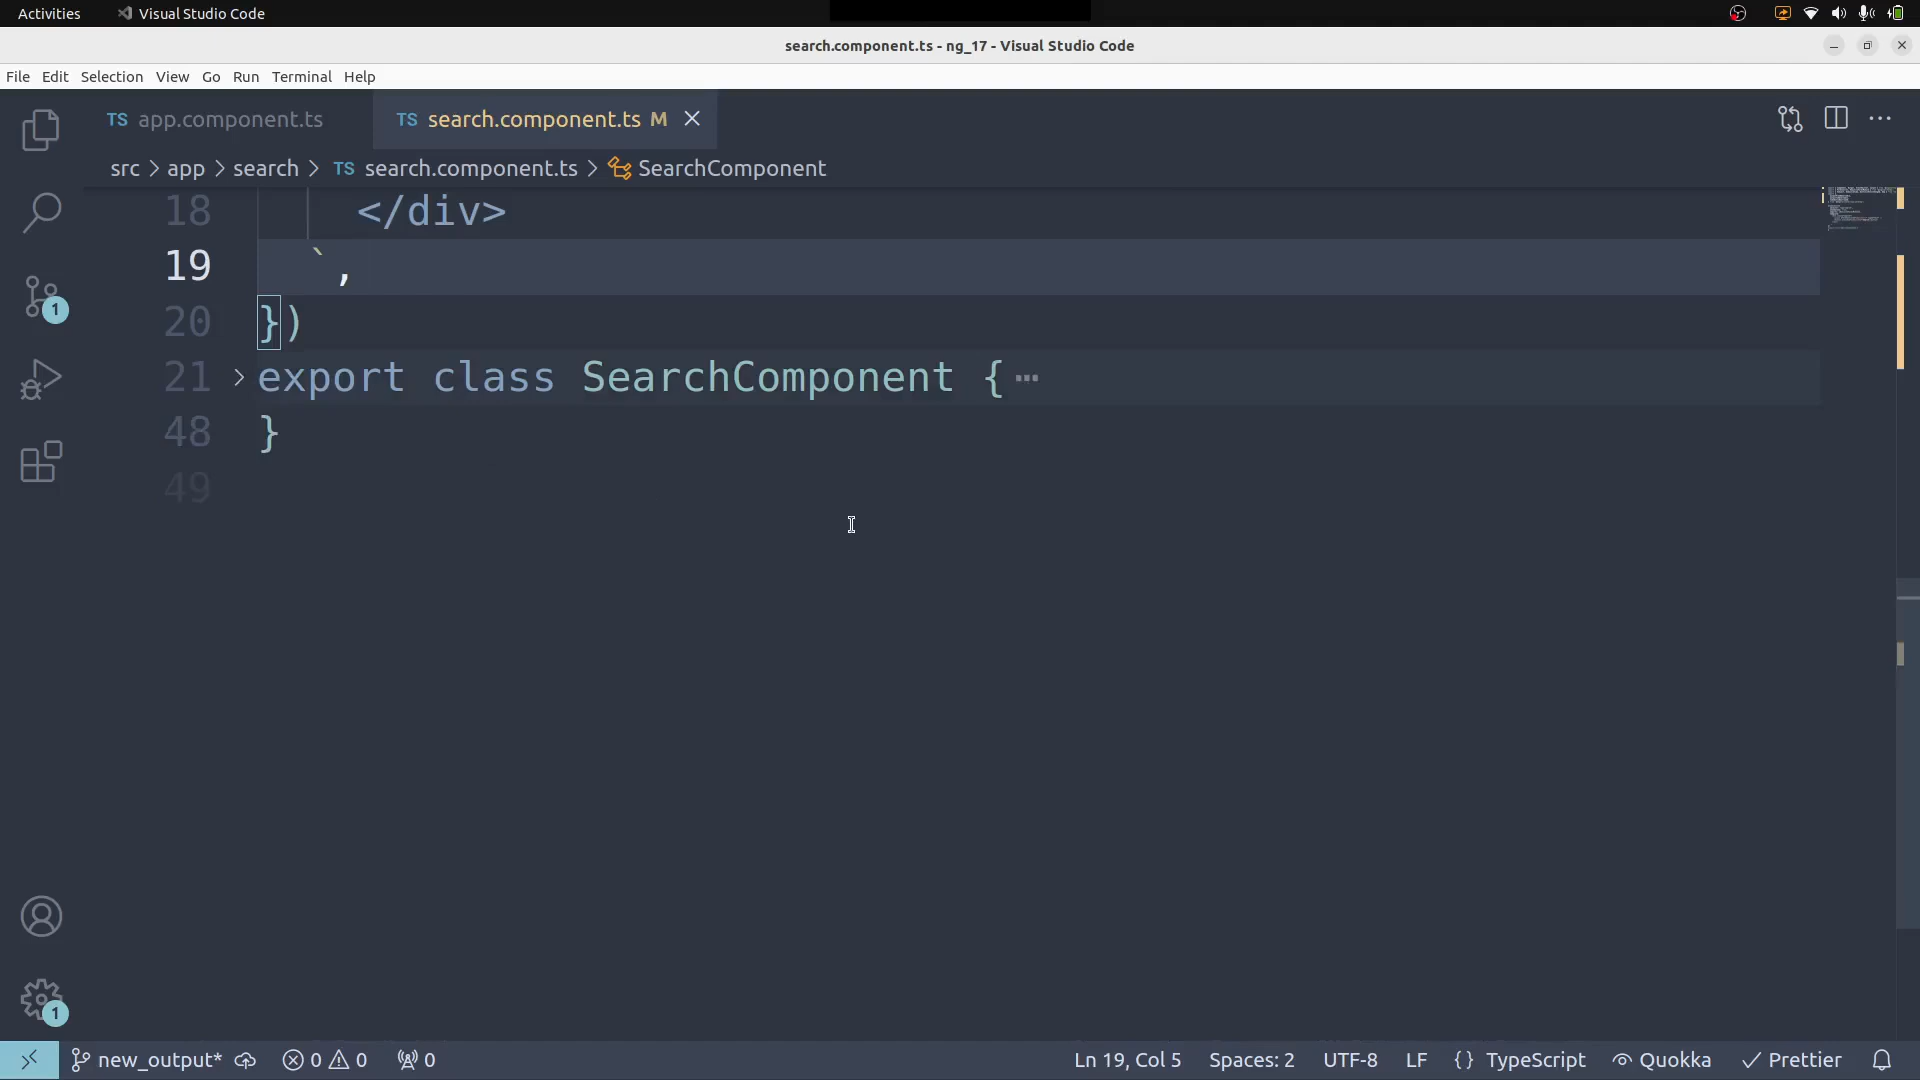 Activities Visual Studio Code
search.component.ts - ng_17 - Visual Studio Code
File Edit Selection View Go Run Terminal Help
TS app.component.ts TS search.component.ts M
src > app > search > TS search.component.ts > SearchComponent
18 </div>
19 `,
20 })
21 > export class SearchComponent { ⋯
48 }
49
1
1
new_output* 0 0 0 Ln 19, Col 5 Spaces: 2 UTF-8 LF {} TypeScript Quokka Prettier